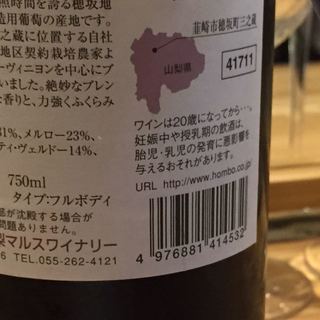 照時間を誇る穂坂地
造用葡萄の産地です。
之蔵に位置する自社
地区契約栽培農家よ
ーヴィニヨンを中心にブ
いました。絶妙なブレン
な香りと、力強くふくらみ
韮崎市穂坂町三之蔵
山梨県
41711
31%、メルロー23%、
ティ・ヴェルドー14%、
750ml
タイプ:フルボディ
部が沈殿する場合が
問題ありません。
梨マルスワイナリー
6 TEL.055-262-4121
ワインは20歳になってから…。
妊娠中や授乳期の飲酒は、
胎児・乳児の発育に悪影響を
与えるおそれがあります。
URL http://www.hombo.co.jp
4 976881 414532